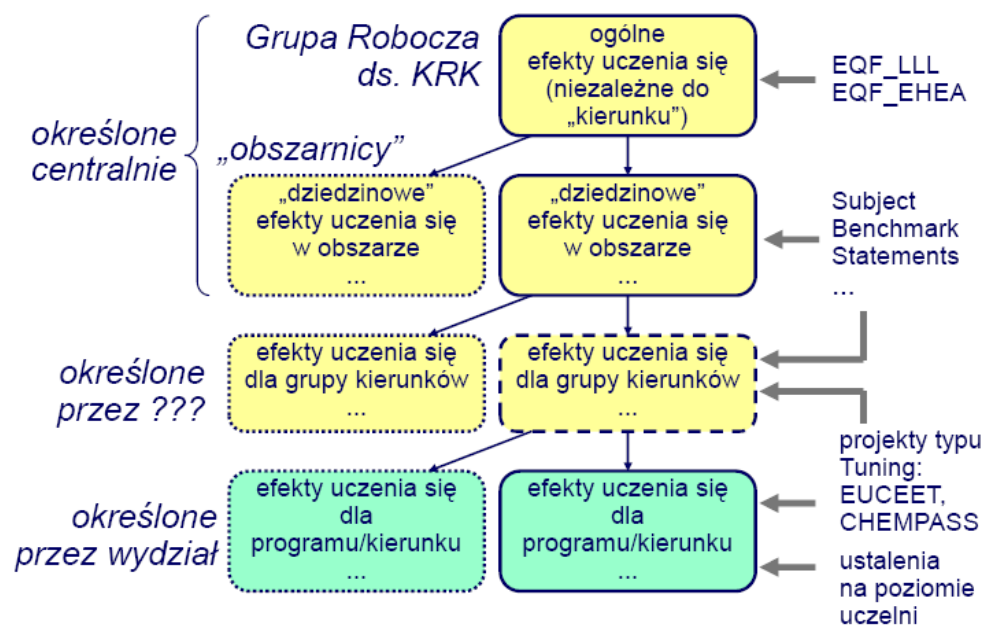 Grupa Robocza
ds. KRK
ogólne
efekty uczenia się
(niezależne do
„kierunku”)
EQF_LLL
EQF_EHEA
określone
centralnie
„obszarnicy”
„dziedzinowe”
efekty uczenia się
w obszarze
...
„dziedzinowe”
efekty uczenia się
w obszarze
...
Subject
Benchmark
Statements
...
określone
przez ???
efekty uczenia się
dla grupy kierunków
...
efekty uczenia się
dla grupy kierunków
...
projekty typu
Tuning:
EUCEET,
CHEMPASS
określone
przez wydział
efekty uczenia się
dla
programu/kierunku
...
efekty uczenia się
dla
programu/kierunku
...
ustalenia
na poziomie
uczelni